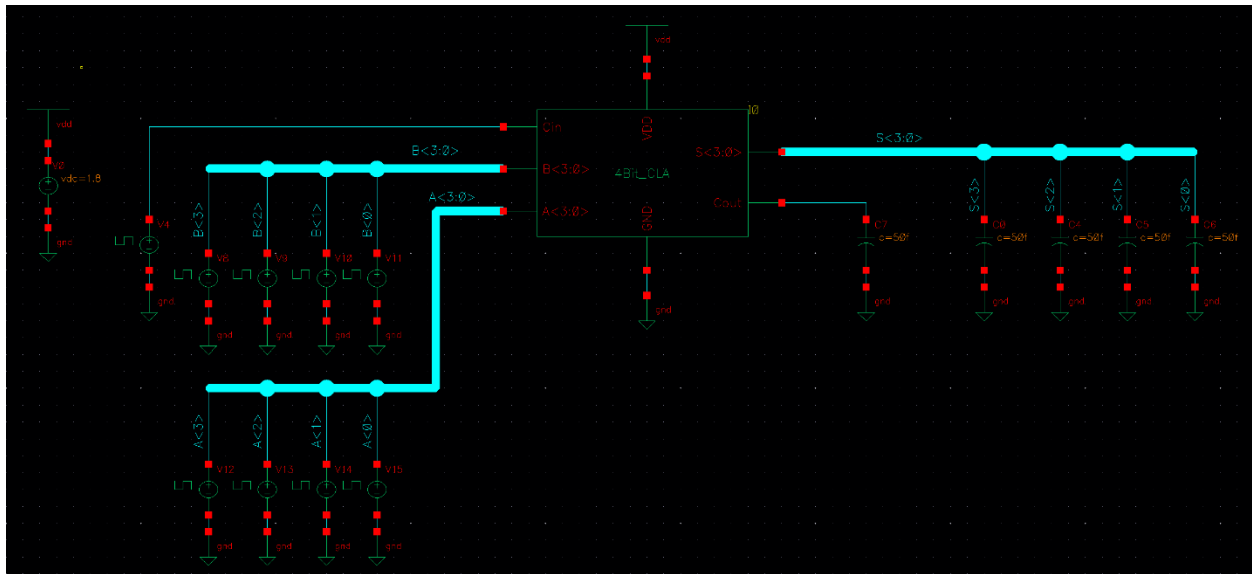 vdd
I0
vdd
Cin
VDD
S<3:0>
S<3:0>
B<3:0>
B<3:0>
4Bit_CLA
V0
vdc=1.8
A<3:0>
A<3:0>
GND
Cout
B<3>
B<2>
B<1>
B<0>
S<3>
S<2>
S<1>
S<0>
V4
C7
c=50f
C0
c=50f
C4
c=50f
C5
c=50f
C6
c=50f
gnd
V8
V9
V10
V11
gnd
gnd
gnd
gnd
gnd
gnd
gnd
gnd
gnd
gnd
gnd
A<3>
A<2>
A<1>
A<0>
V12
V13
V14
V15
gnd
gnd
gnd
gnd